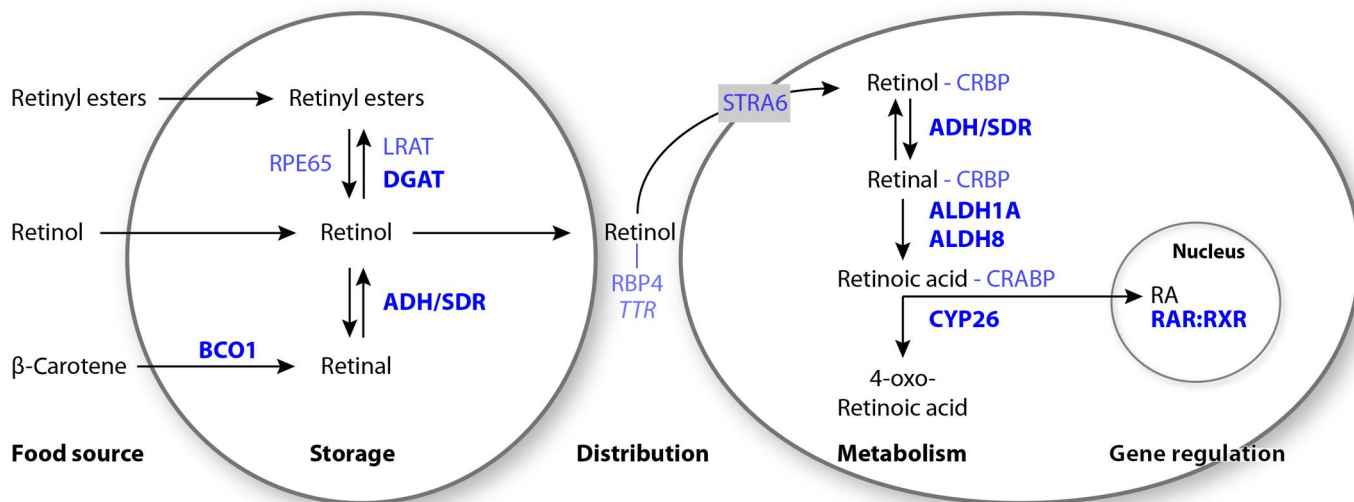 Retinyl esters
Retinyl esters
RPE65
LRAT
DGAT
Retinol
Retinol
ADH/SDR
β-Carotene
BCO1
Retinal
Retinol
RBP4
TTR
STRA6
Retinol - CRBP
ADH/SDR
Retinal - CRBP
ALDH1A
ALDH8
Retinoic acid - CRABP
CYP26
4-oxo-
Retinoic acid
Nucleus
RA
RAR:RXR
Food source
Storage
Distribution
Metabolism
Gene regulation